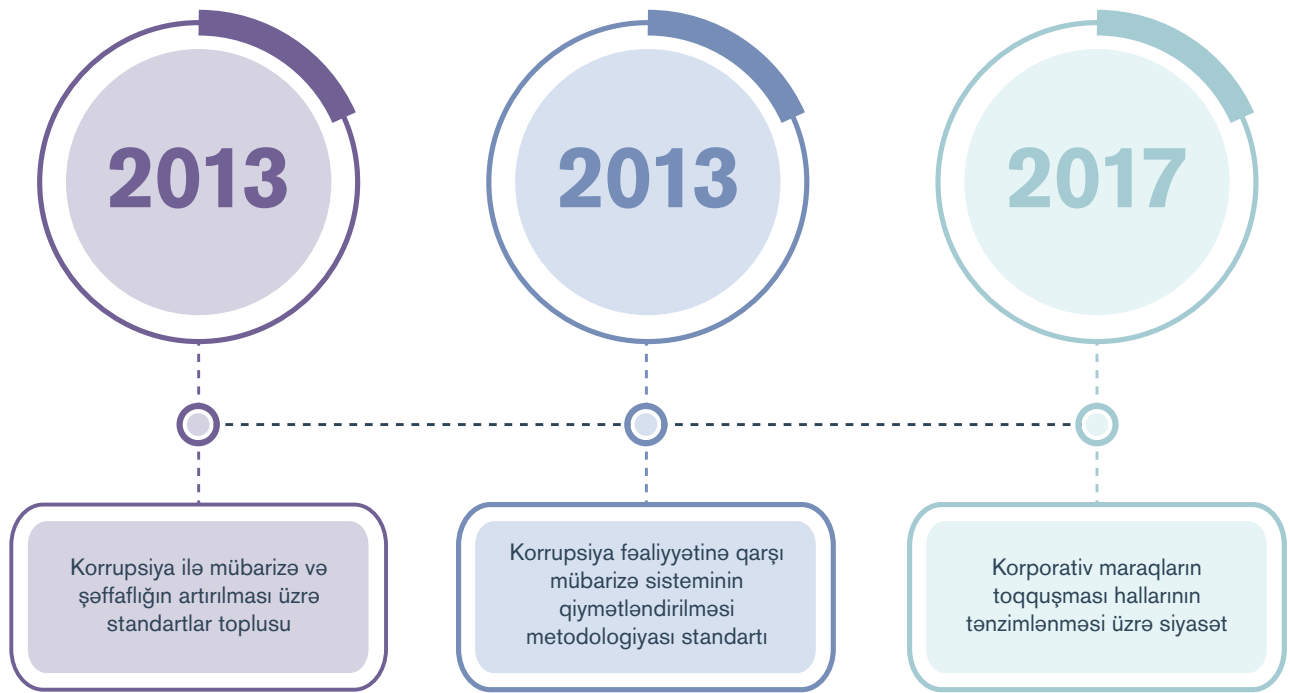 2013
2013
2017
Korrupsiya ilə mübarizə və
şəffaflığın artırılması üzrə
standartlar toplusu
Korrupsiya fəaliyyətinə qarşı
mübarizə sisteminin
qiymətləndirilməsi
metodologiyası standartı
Korporativ maraqların
toqquşması hallarının
tənzimlənməsi üzrə siyasət